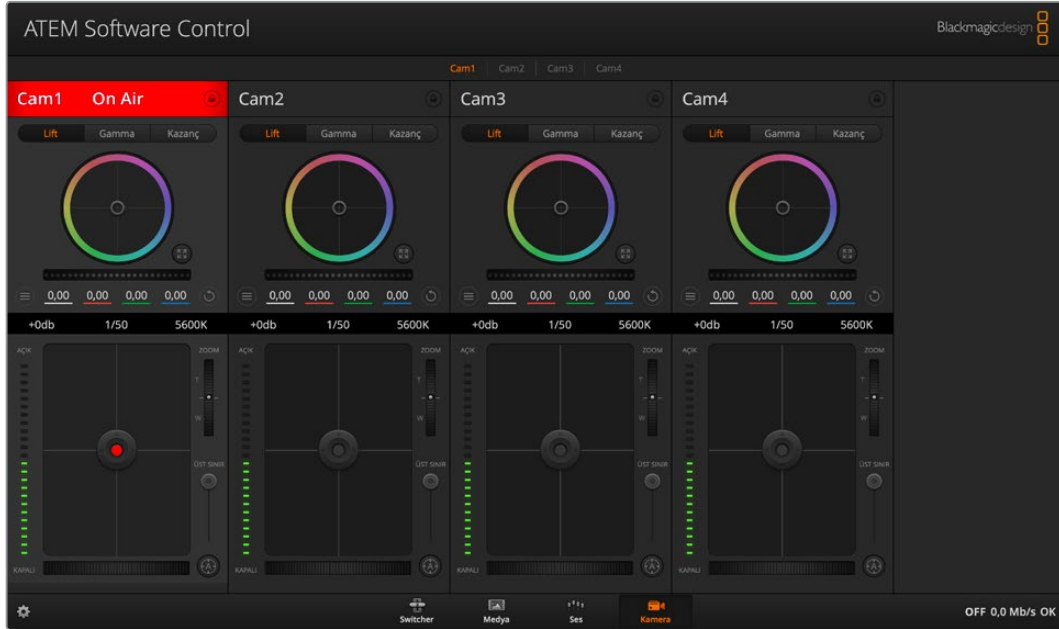 ATEM Software Control
Blackmagicdesign
Cam1 Cam2 Cam3 Cam4
Cam1 On Air Cam2 Cam3 Cam4
Lift Gamma Kazanç Lift Gamma Kazanç Lift Gamma Kazanç Lift Gamma Kazanç
0,00 0,00 0,00 0,00 0,00 0,00 0,00 0,00 0,00 0,00 0,00 0,00 0,00 0,00 0,00 0,00
+0db 1/50 5600K +0db 1/50 5600K +0db 1/50 5600K +0db 1/50 5600K
AÇIK ZOOM AÇIK ZOOM AÇIK ZOOM AÇIK ZOOM
T T T T
W W W W
ÜST SINIR ÜST SINIR ÜST SINIR ÜST SINIR
KAPALI KAPALI KAPALI KAPALI
Switcher Medya Ses Kamera
OFF 0,0 Mb/s OK